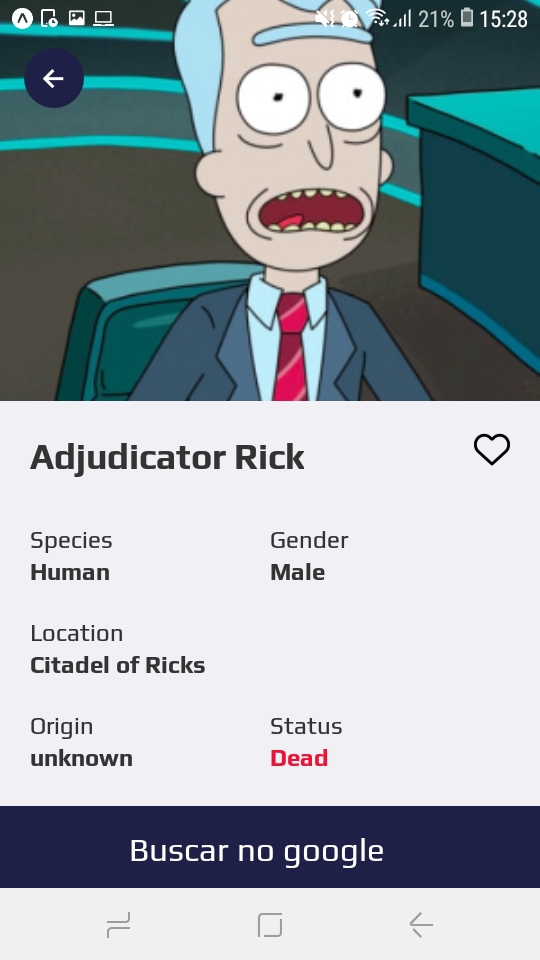 21% 15:28
Adjudicator Rick
Species Gender
Human Male
Location
Citadel of Ricks
Origin Status
unknown Dead
Buscar no google